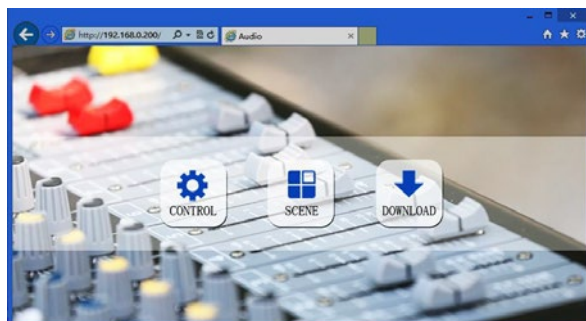 http://192.168.0.200/
Audio
CONTROL
SCENE
DOWNLOAD